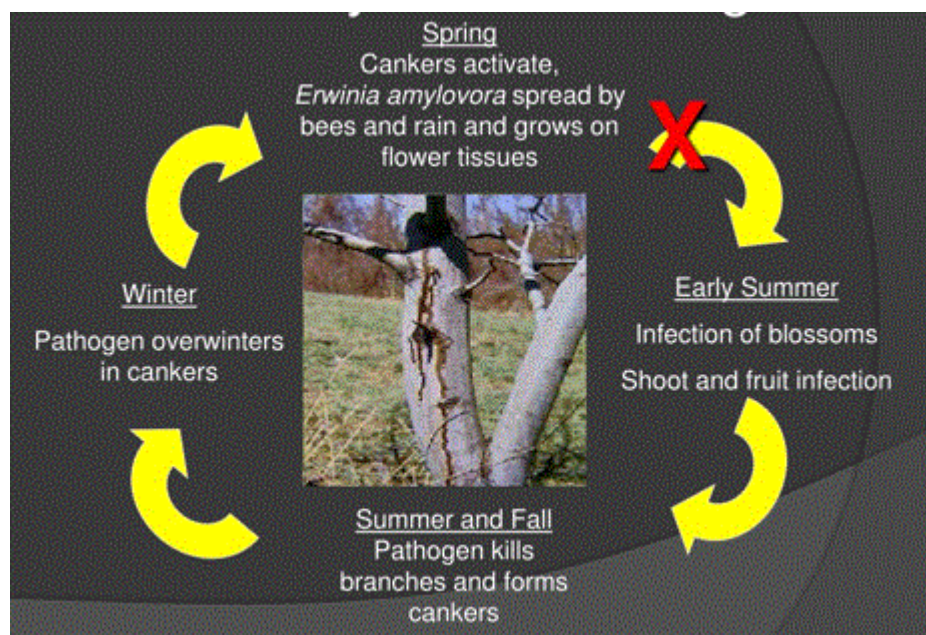 Spring
Cankers activate,
Erwinia amylovora spread by
bees and rain and grows on
flower tissues
X
Early Summer
Infection of blossoms
Shoot and fruit infection
Summer and Fall
Pathogen kills
branches and forms
cankers
Winter
Pathogen overwinters
in cankers